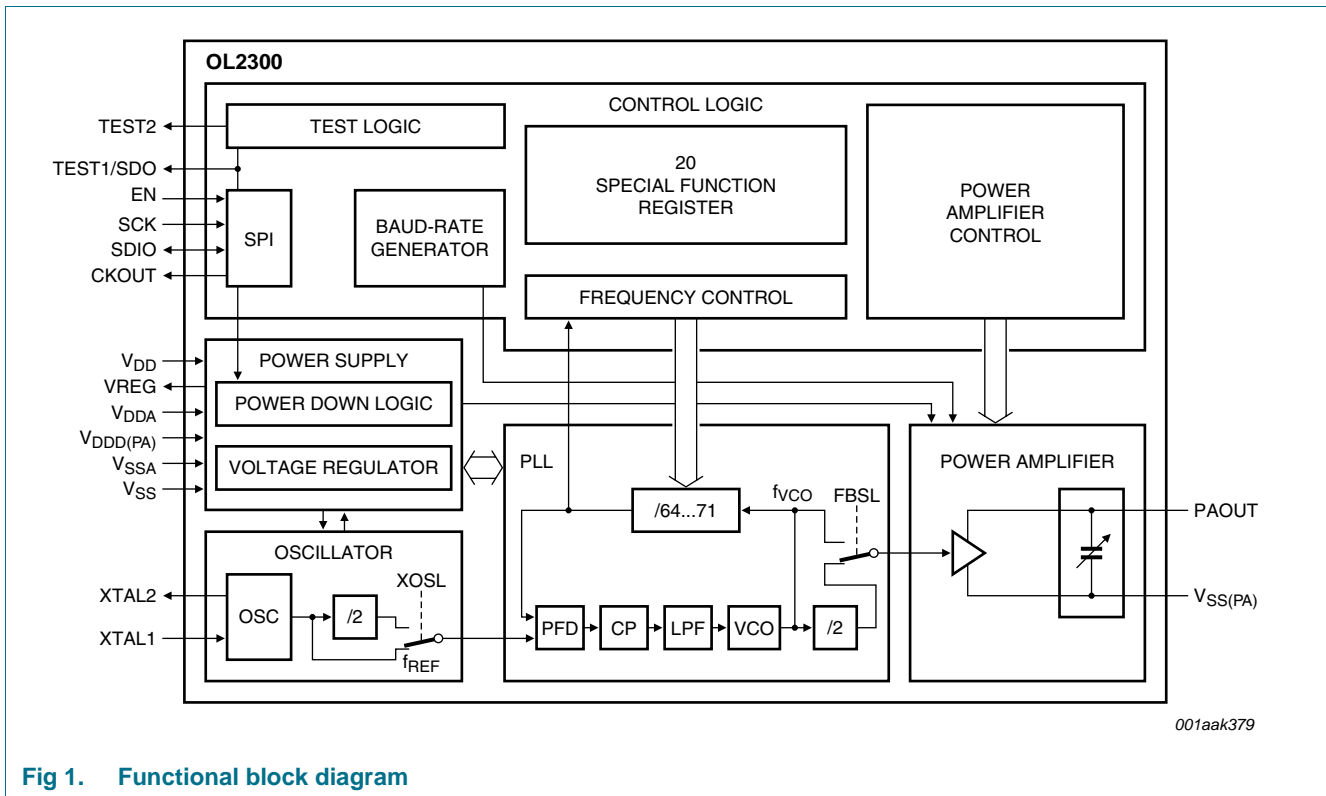 OL2300
CONTROL LOGIC
TEST LOGIC
20
SPECIAL FUNCTION
REGISTER
POWER
AMPLIFIER
CONTROL
TEST2
TEST1/SDO
EN
SCK
SDIO
CKOUT
SPI
BAUD-RATE
GENERATOR
FREQUENCY CONTROL
VDD
VREG
VDDA
VDDD(PA)
VSSA
VSS
POWER SUPPLY
POWER DOWN LOGIC
VOLTAGE REGULATOR
PLL
/64...71
fVCO
FBSL
POWER AMPLIFIER
PAOUT
VSS(PA)
OSCILLATOR
XTAL2
XTAL1
OSC
/2
XOSL
fREF
PFD
CP
LPF
VCO
/2
001aak379
Fig 1. Functional block diagram